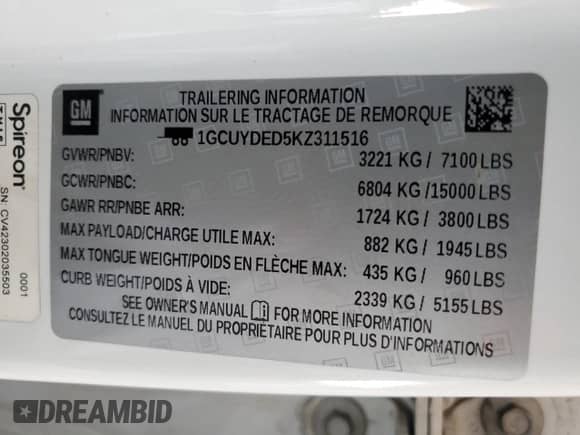 GM
TRAILERING INFORMATION
INFORMATION SUR LE TRACTAGE DE REMORQUE
1GCUYDED5KZ311516
GVWR/PNBV: 3221 KG / 7100 LBS
GCWR/PNBC: 6804 KG /15000 LBS
GAWR RR/PNBE ARR: 1724 KG / 3800 LBS
MAX PAYLOAD/CHARGE UTILE MAX: 882 KG / 1945 LBS
MAX TONGUE WEIGHT/POIDS EN FLÈCHE MAX: 435 KG / 960 LBS
CURB WEIGHT/POIDS À VIDE: 2339 KG / 5155 LBS
SEE OWNER'S MANUAL FOR MORE INFORMATION
CONSULTEZ LE MANUEL DU PROPRIÉTAIRE POUR PLUS D'INFORMATIONS
Spireon
0001
SN: CV42302035503
DREAMBID